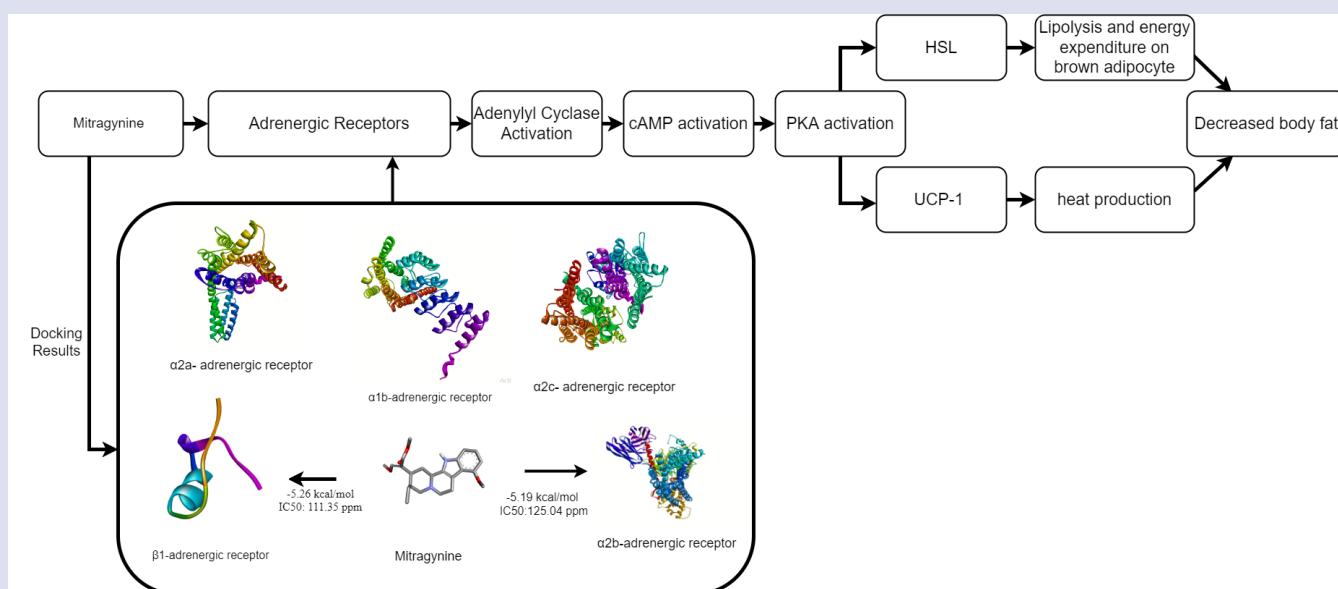 HSL
Lipolysis and energy
expenditure on
brown adipocyte
Mitragynine
Adrenergic Receptors
Adenylyl Cyclase
Activation
cAMP activation
PKA activation
Decreased body fat
UCP-1
heat production
Docking
Results
α2a- adrenergic receptor
α1b-adrenergic receptor
α2c- adrenergic receptor
-5.26 kcal/mol
IC50: 111.35 ppm
-5.19 kcal/mol
IC50:125.04 ppm
β1-adrenergic receptor
Mitragynine
α2b-adrenergic receptor